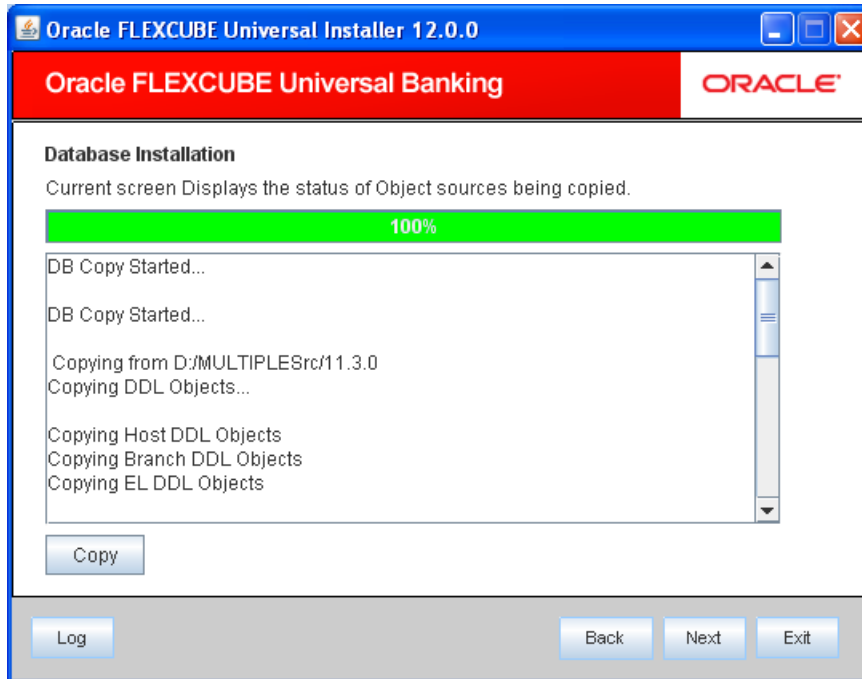 Oracle FLEXCUBE Universal Installer 12.0.0
Oracle FLEXCUBE Universal Banking
ORACLE
Database Installation
Current screen Displays the status of Object sources being copied.
100%
DB Copy Started...
DB Copy Started...
Copying from D:/MULTIPLESrc/11.3.0
Copying DDL Objects...
Copying Host DDL Objects
Copying Branch DDL Objects
Copying EL DDL Objects
Copy
Log
Back
Next
Exit